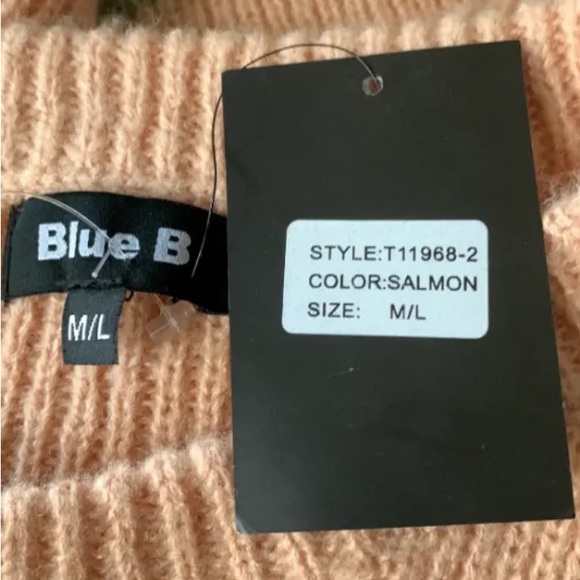 Blue B
M/L
STYLE:T11968-2
COLOR:SALMON
SIZE: M/L